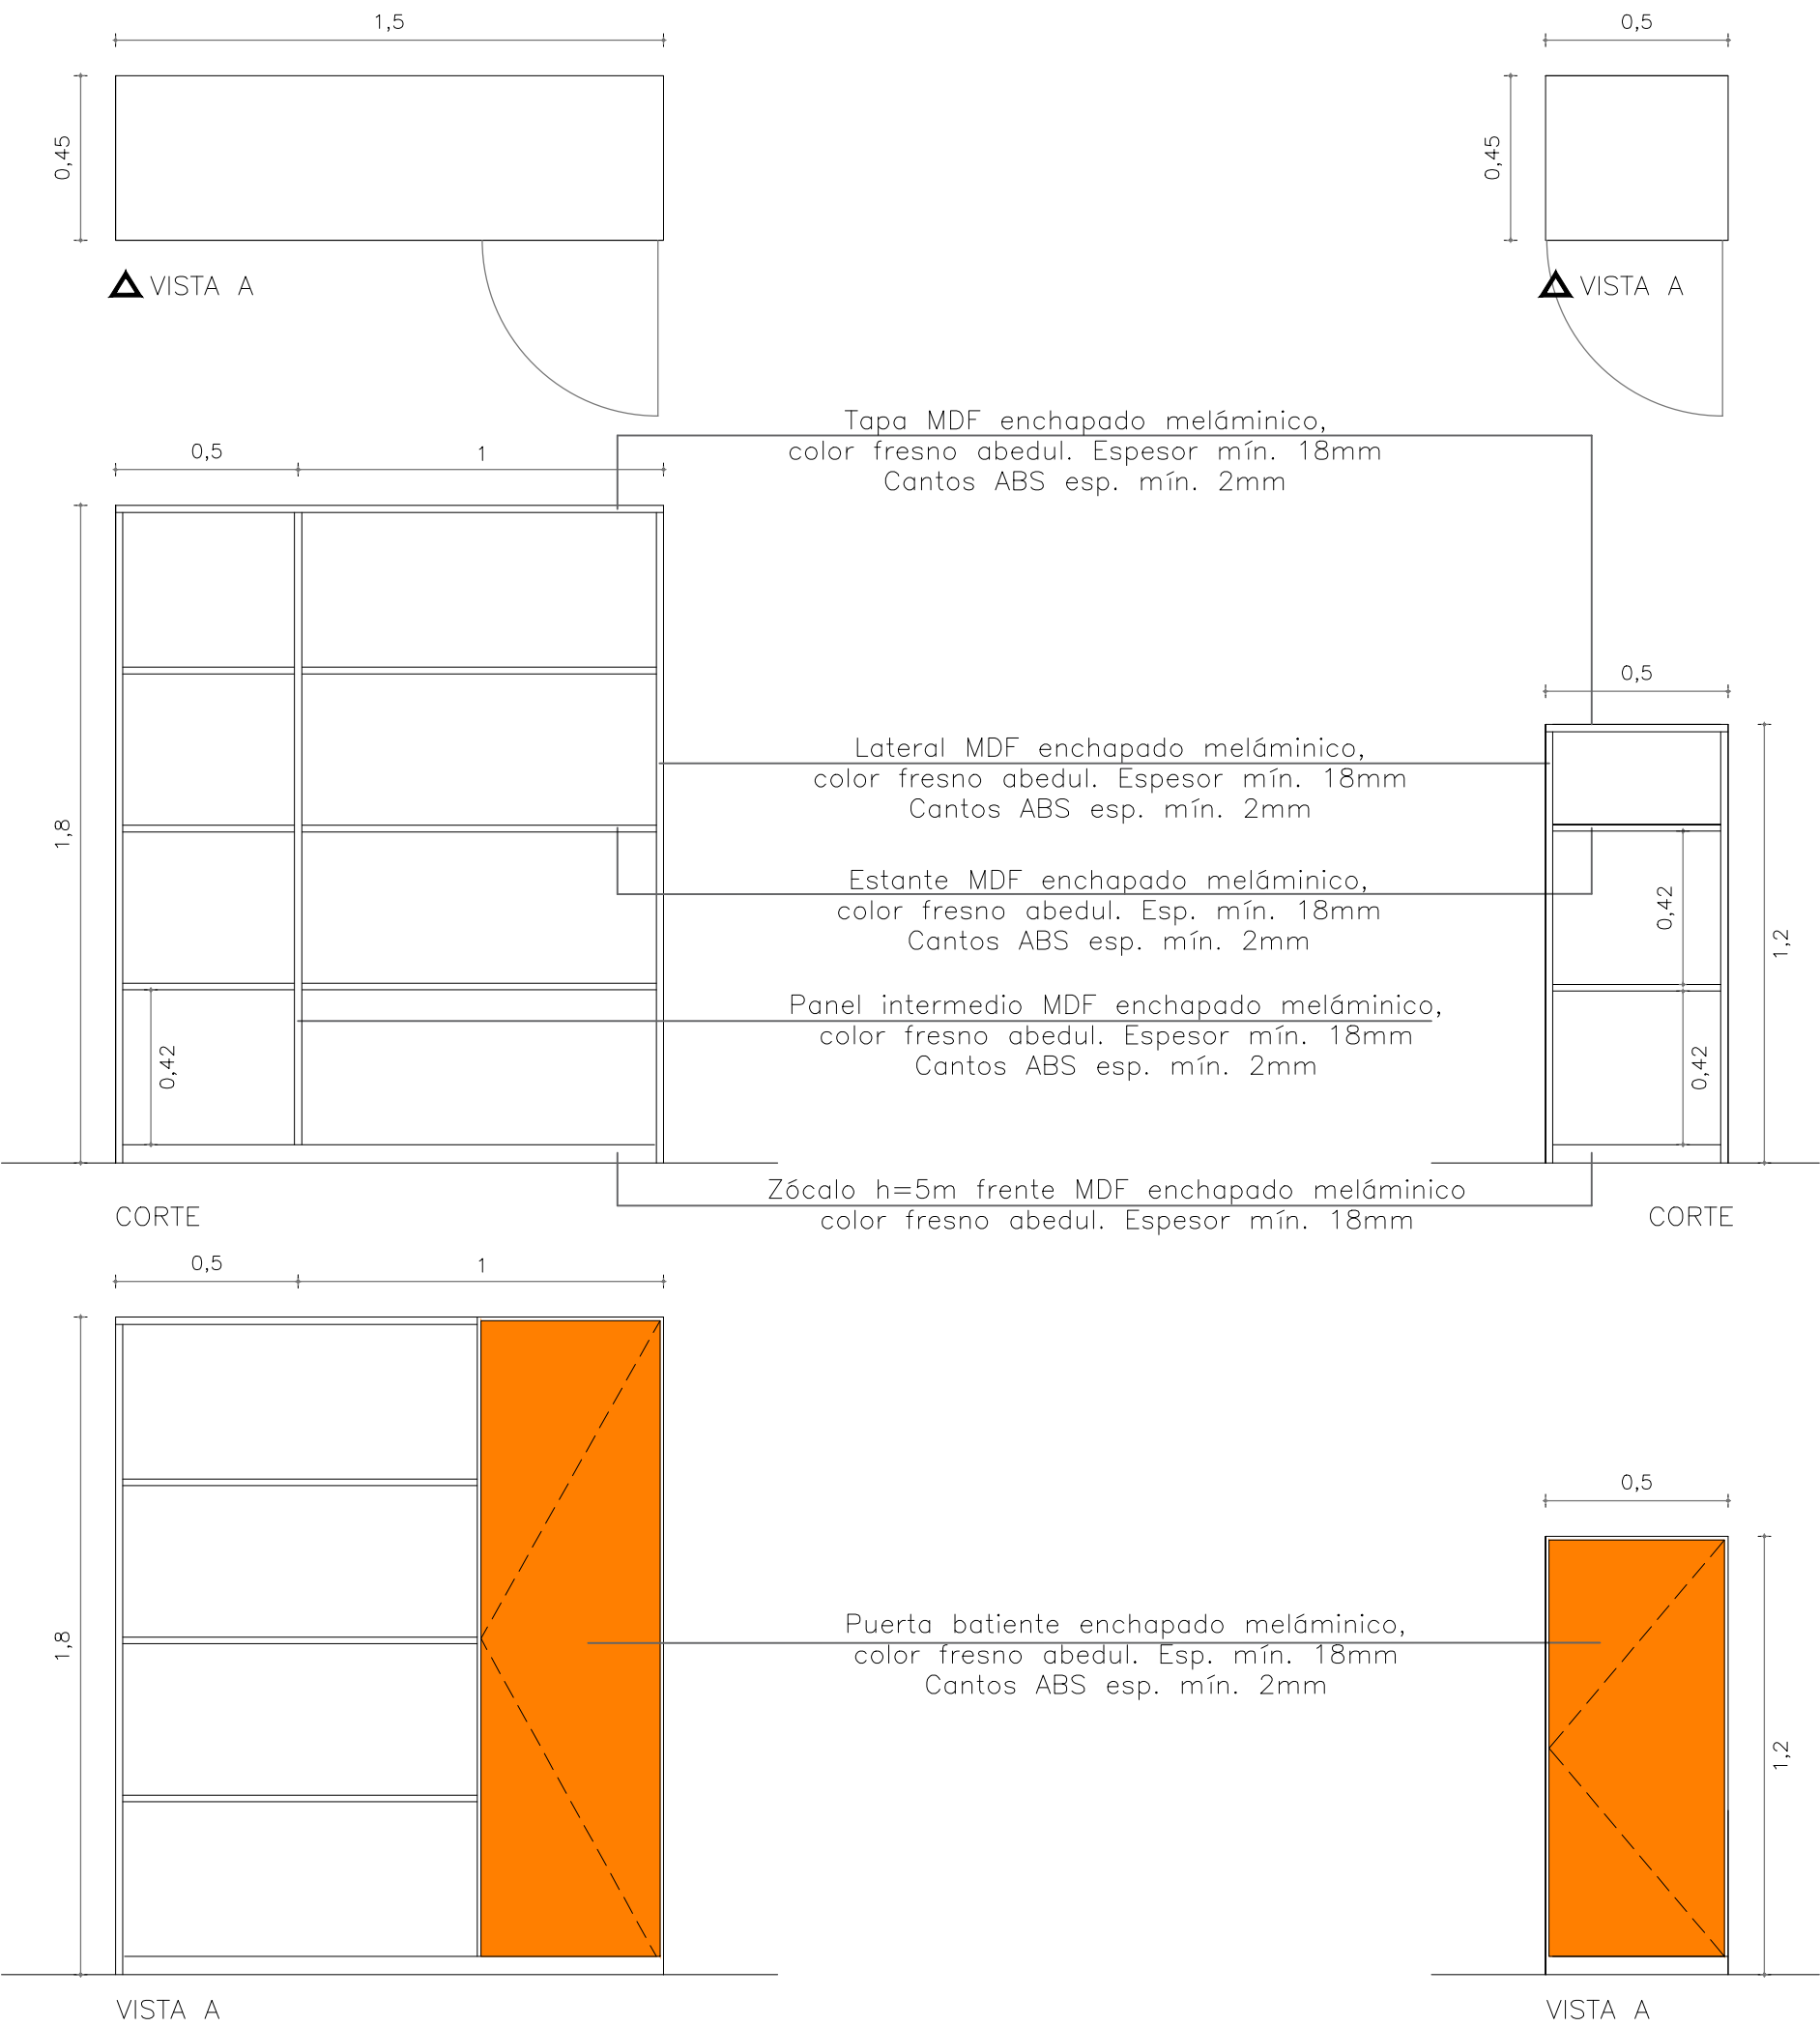 1,5
0,5
0,45
0,45
VISTA A
VISTA A
Tapa MDF enchapado meláminico,
color fresno abedul. Espesor mín. 18mm
Cantos ABS esp. mín. 2mm
0,5
1
0,5
Lateral MDF enchapado meláminico,
color fresno abedul. Espesor mín. 18mm
Cantos ABS esp. mín. 2mm
1,8
Estante MDF enchapado meláminico,
color fresno abedul. Esp. mín. 18mm
Cantos ABS esp. mín. 2mm
0,42
1,2
Panel intermedio MDF enchapado meláminico,
color fresno abedul. Espesor mín. 18mm
Cantos ABS esp. mín. 2mm
0,42
0,42
Zócalo h=5m frente MDF enchapado meláminico
color fresno abedul. Espesor mín. 18mm
CORTE
CORTE
0,5
1
0,5
1,8
Puerta batiente enchapado meláminico,
color fresno abedul. Esp. mín. 18mm
Cantos ABS esp. mín. 2mm
1,2
VISTA A
VISTA A